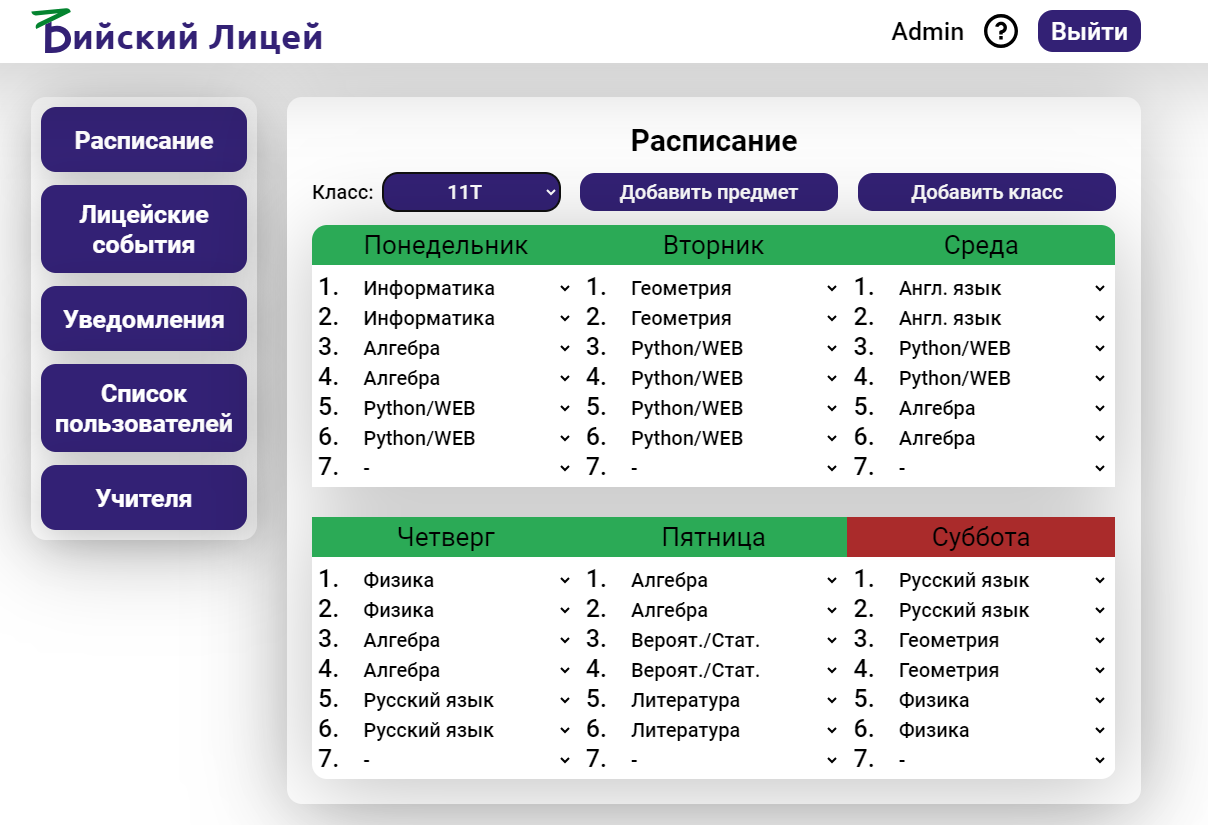 Бийский Лицей
Admin ? Выйти
Расписание
Лицейские
события
Уведомления
Список
пользователей
Учителя
Расписание
Класс: 11Т Добавить предмет Добавить класс
Понедельник Вторник Среда
1. Информатика 1. Геометрия 1. Англ. язык
2. Информатика 2. Геометрия 2. Англ. язык
3. Алгебра 3. Python/WEB 3. Python/WEB
4. Алгебра 4. Python/WEB 4. Python/WEB
5. Python/WEB 5. Python/WEB 5. Алгебра
6. Python/WEB 6. Python/WEB 6. Алгебра
7. - 7. - 7. -
Четверг Пятница Суббота
1. Физика 1. Алгебра 1. Русский язык
2. Физика 2. Алгебра 2. Русский язык
3. Алгебра 3. Вероят./Стат. 3. Геометрия
4. Алгебра 4. Вероят./Стат. 4. Геометрия
5. Русский язык 5. Литература 5. Физика
6. Русский язык 6. Литература 6. Физика
7. - 7. - 7. -